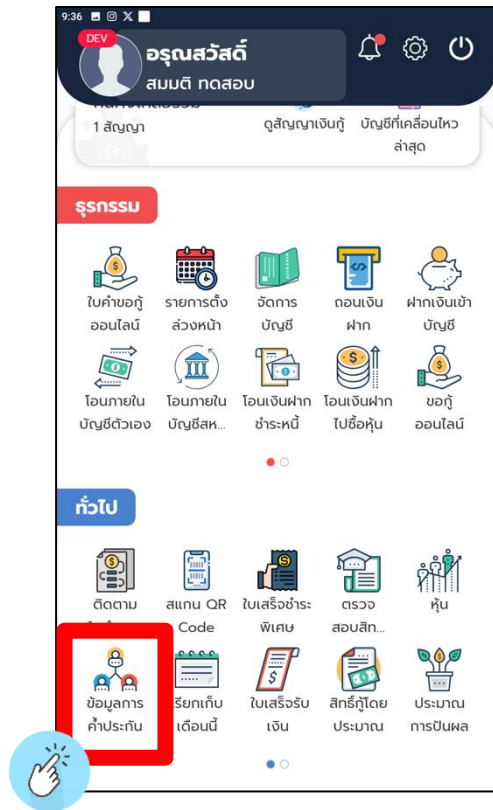 9:36
DEV
อรุณสวัสดิ์
สมมติ ทดสอบ
1 สัญญา
ดูสัญญาเงินกู้ บัญชีที่เคลื่อนไหว
ล่าสุด
ธุรกรรม
ใบคำขอกู้ รายการตั้ง จัดการ ถอนเงิน ฝากเงินเข้า
ออนไลน์ ล่วงหน้า บัญชี ฝาก บัญชี
โอนภายใน โอนภายใน โอนเงินฝาก โอนเงินฝาก ขอกู้
บัญชีตัวเอง บัญชีสห... ชำระหนี้ ไปซื้อหุ้น ออนไลน์
ทั่วไป
ติดตาม สแกน QR ใบเสร็จชำระ ตรวจ หุ้น
Code พิเศษ สอบสิท...
ข้อมูลการ เรียกเก็บ ใบเสร็จรับ สิทธิ์กู้โดย ประมาณ
ค้ำประกัน เดือนนี้ เงิน ประมาณ การปันผล